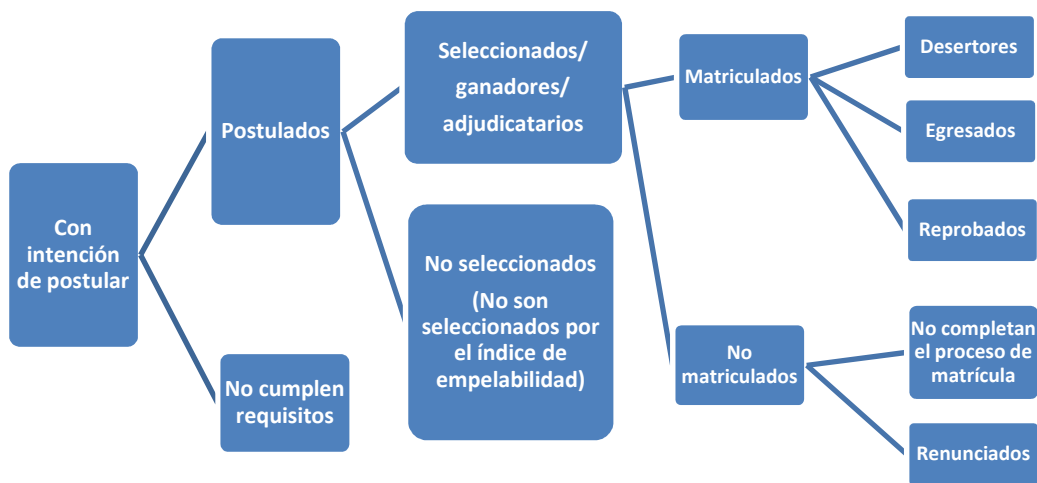 Con
intención
de postular
Postulados
No cumplen
requisitos
Seleccionados/
ganadores/
adjudicatarios
No seleccionados
(No son
seleccionados por
el índice de
empelabilidad)
Matriculados
No
matriculados
Desertores
Egresados
Reprobados
No completan
el proceso de
matrícula
Renunciados